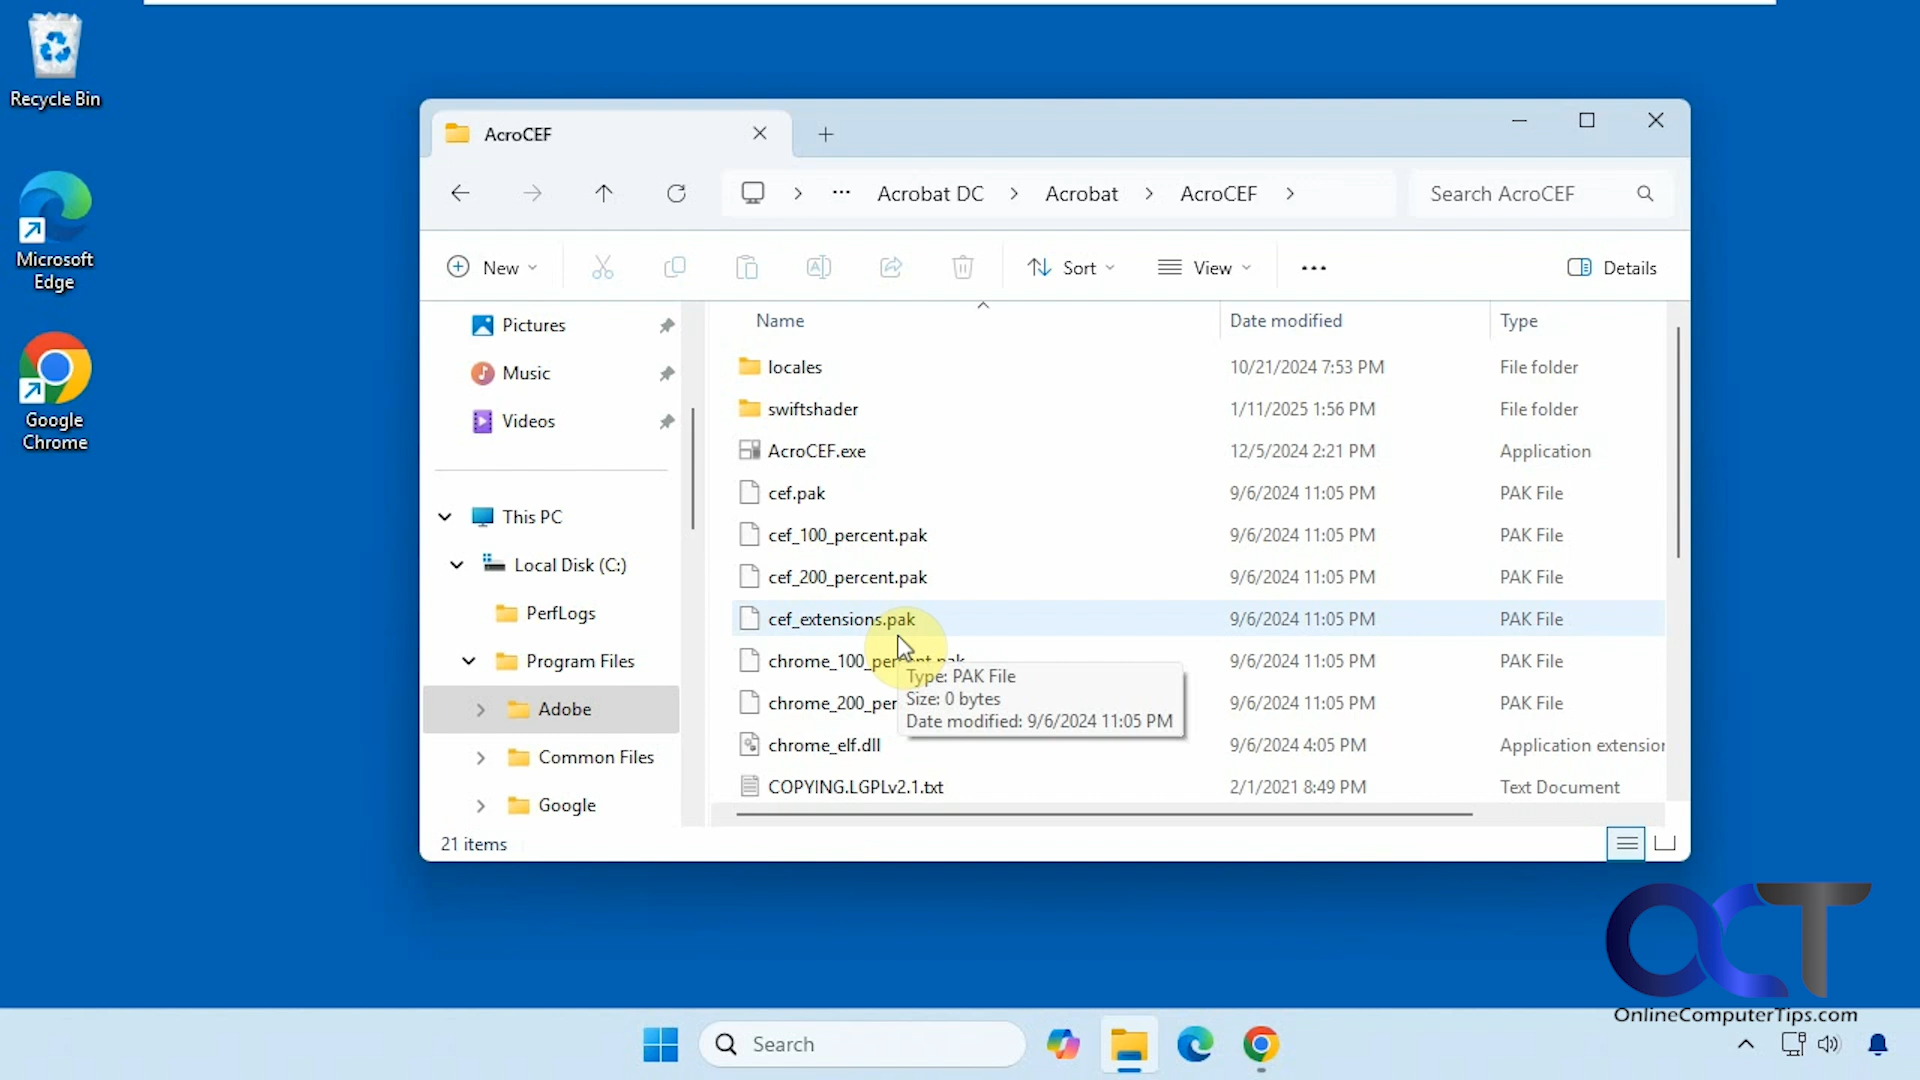 Recycle Bin
Microsoft
Edge
Google
Chrome
AcroCEF
Acrobat DC
Acrobat
AcroCEF
Search AcroCEF
New
Sort
View
Details
Pictures
Music
Videos
This PC
Local Disk (C:)
PerfLogs
Program Files
Adobe
Common Files
Google
Name Date modified Type
locales 10/21/2024 7:53 PM File folder
swiftshader 1/11/2025 1:56 PM File folder
AcroCEF.exe 12/5/2024 2:21 PM Application
cef.pak 9/6/2024 11:05 PM PAK File
cef_100_percent.pak 9/6/2024 11:05 PM PAK File
cef_200_percent.pak 9/6/2024 11:05 PM PAK File
cef_extensions.pak 9/6/2024 11:05 PM PAK File
chrome_100_percent.pak 9/6/2024 11:05 PM PAK File
chrome_200_per 9/6/2024 11:05 PM PAK File
Type: PAK File
Size: 0 bytes
Date modified: 9/6/2024 11:05 PM
chrome_elf.dll 9/6/2024 4:05 PM Application extension
COPYING.LGPLv2.1.txt 2/1/2021 8:49 PM Text Document
21 items
OCT
OnlineComputerTips.com
Search